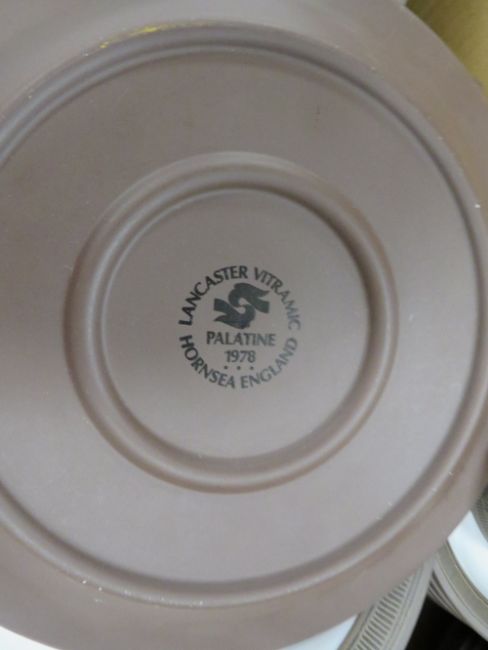 LANCASTER VITRAMIC
PALATINE
1978
HORNSEA ENGLAND